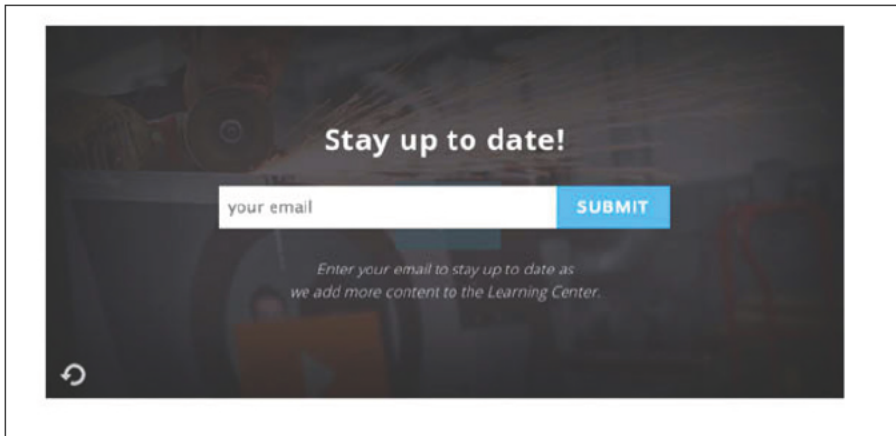 Stay up to date!
your email
SUBMIT
Enter your email to stay up to date as
we add more content to the Learning Center.